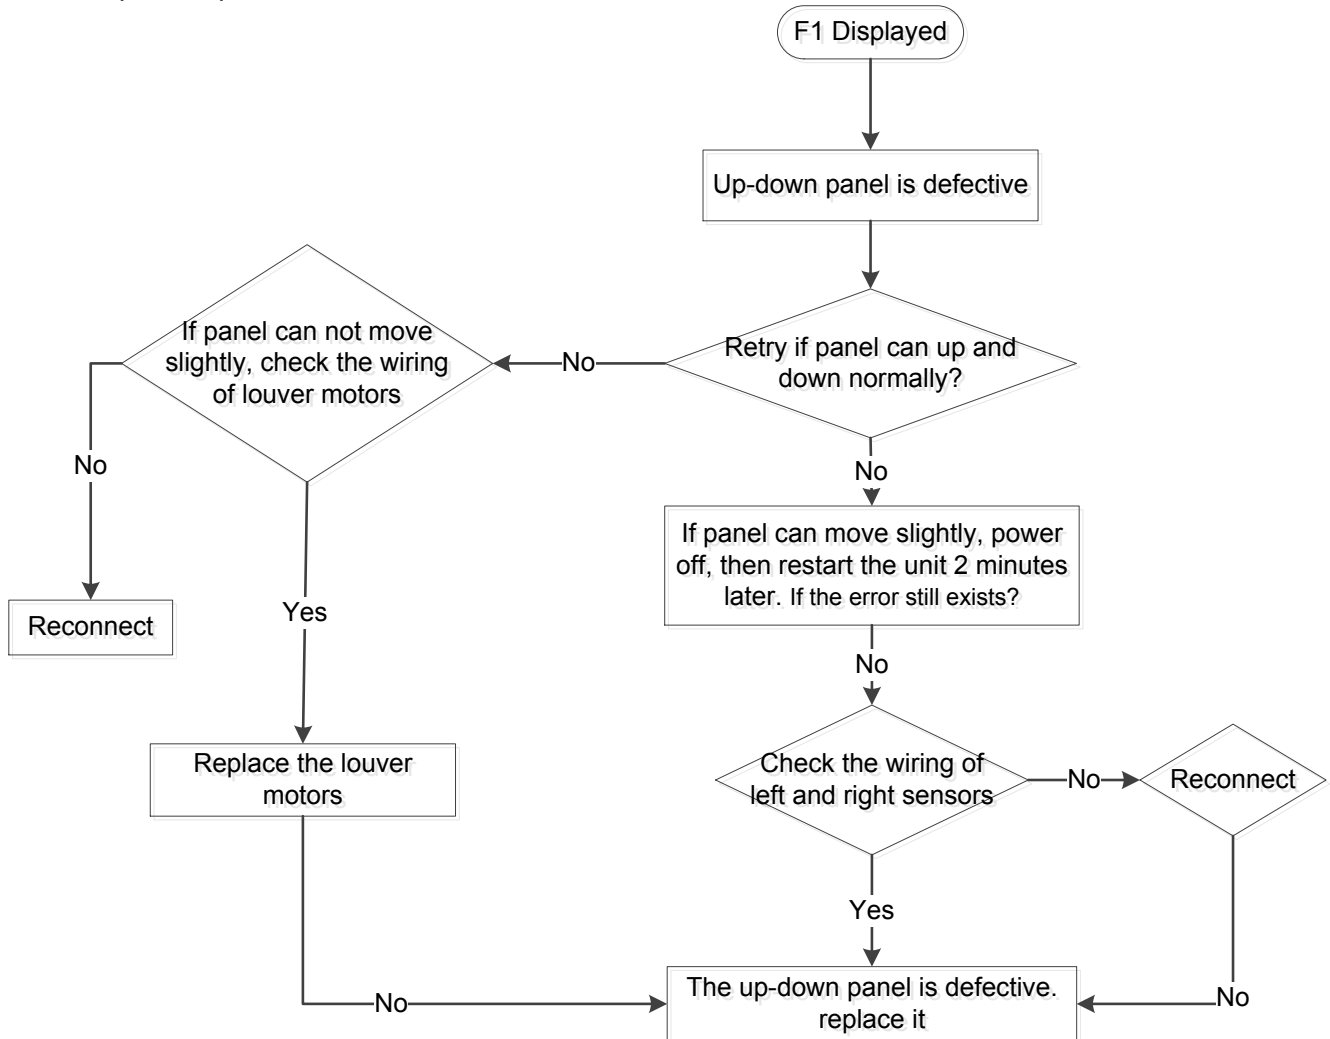 F1 Displayed
Up-down panel is defective
Retry if panel can up and
down normally?
No
If panel can not move
slightly, check the wiring
of louver motors
No
Reconnect
Yes
Replace the louver
motors
No
No
If panel can move slightly, power
off, then restart the unit 2 minutes
later. If the error still exists?
No
Check the wiring of
left and right sensors
No
Reconnect
Yes
No
The up-down panel is defective.
replace it